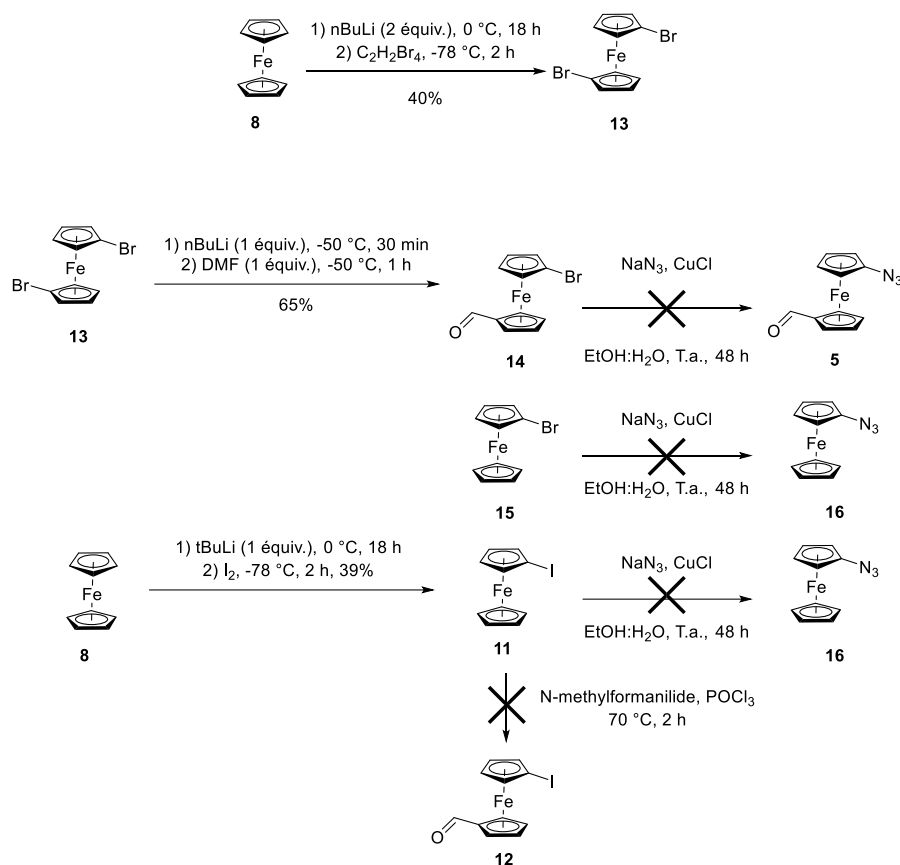 1) nBuLi (2 équiv.), 0 °C, 18 h
2) C₂H₂Br₄, -78 °C, 2 h
40%
Fe
8
Br
Fe
Br
13
Br
Fe
Br
13
1) nBuLi (1 équiv.), -50 °C, 30 min
2) DMF (1 équiv.), -50 °C, 1 h
65%
Br
Fe
O
14
NaN₃, CuCl
EtOH:H₂O, T.a., 48 h
N₃
Fe
O
5
Br
Fe
15
NaN₃, CuCl
EtOH:H₂O, T.a., 48 h
N₃
Fe
16
Fe
8
1) tBuLi (1 équiv.), 0 °C, 18 h
2) I₂, -78 °C, 2 h, 39%
I
Fe
11
NaN₃, CuCl
EtOH:H₂O, T.a., 48 h
N₃
Fe
16
N-methylformanilide, POCl₃
70 °C, 2 h
I
Fe
O
12